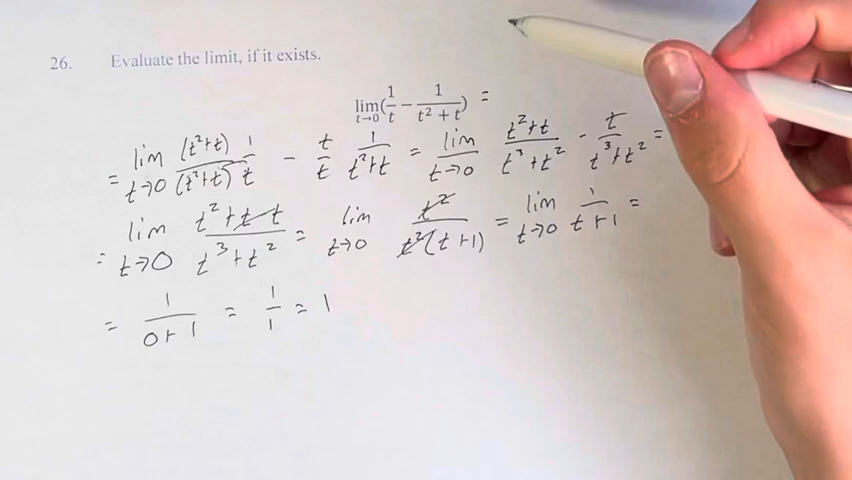 26. Evaluate the limit, if it exists.
lim t→0 (1/t − 1/(t² + t)) =
= lim t→0 (t²+t)/(t²+t) 1/t − t/t 1/(t²+t) = lim t→0 (t²+t)/(t³+t²) − t/(t³+t²) =
= lim t→0 (t²+t-t)/(t³+t²) = lim t→0 t²/(t²(t+1)) = lim t→0 1/(t+1) =
= 1/(0+1) = 1/1 = 1